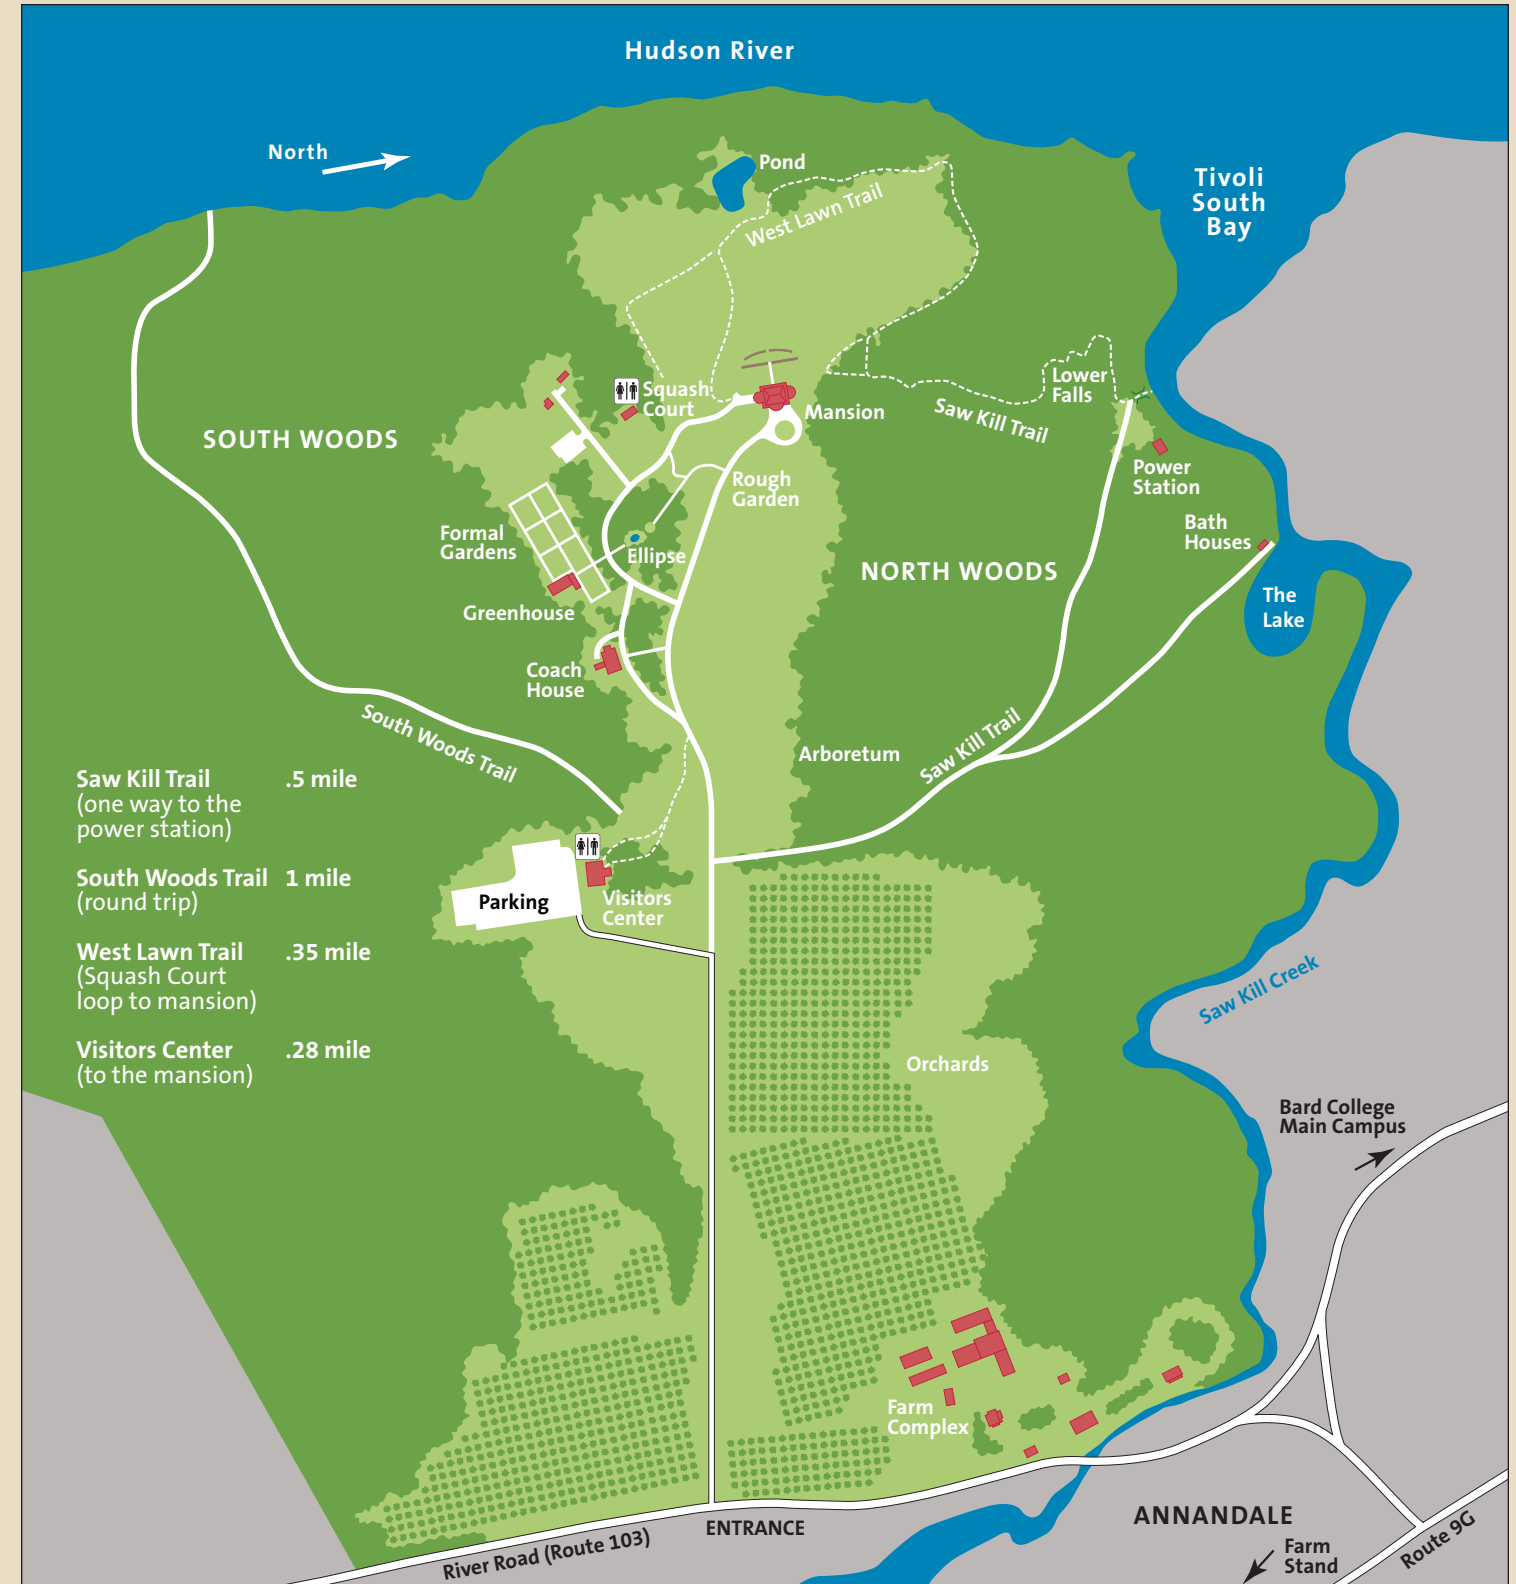 Hudson River
North
Pond
Tivoli
South
Bay
West Lawn Trail
Squash
Court
Mansion
Lower
Falls
Saw Kill Trail
SOUTH WOODS
Power
Station
Rough
Garden
Formal
Gardens
Ellipse
Bath
Houses
NORTH WOODS
The
Lake
Greenhouse
Coach
House
South Woods Trail
Arboretum
Saw Kill Trail
Saw Kill Trail .5 mile
(one way to the
power station)
South Woods Trail 1 mile
(round trip)
West Lawn Trail .35 mile
(Squash Court
loop to mansion)
Visitors Center .28 mile
(to the mansion)
Parking
Visitors
Center
Saw Kill Creek
Orchards
Bard College
Main Campus
Farm
Complex
ENTRANCE
River Road (Route 103)
ANNANDALE
Route 9G
Farm
Stand